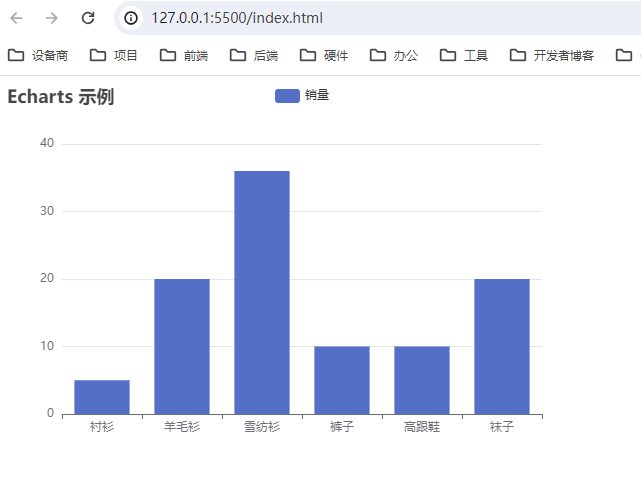 127.0.0.1:5500/index.html
设备商 项目 前端 后端 硬件 办公 工具 开发者博客
Echarts 示例 销量
40
30
20
10
0
衬衫 羊毛衫 雪纺衫 裤子 高跟鞋 袜子